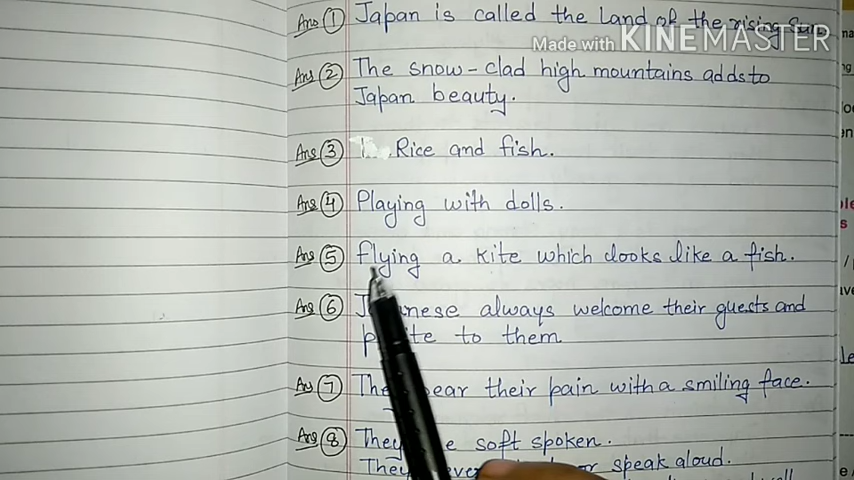 Ans ① Japan is called the Land of the rising Sun
Made with KINEMASTER
Ans ② The snow-clad high mountains adds to
Japan beauty.
Ans ③ Rice and fish.
Ans ④ Playing with dolls.
Ans ⑤ flying a kite which looks like a fish.
Ans ⑥ always welcome their guests and
to them
Ans ⑦ their pain with a smiling face.
Ans ⑧ soft spoken.
speak aloud.